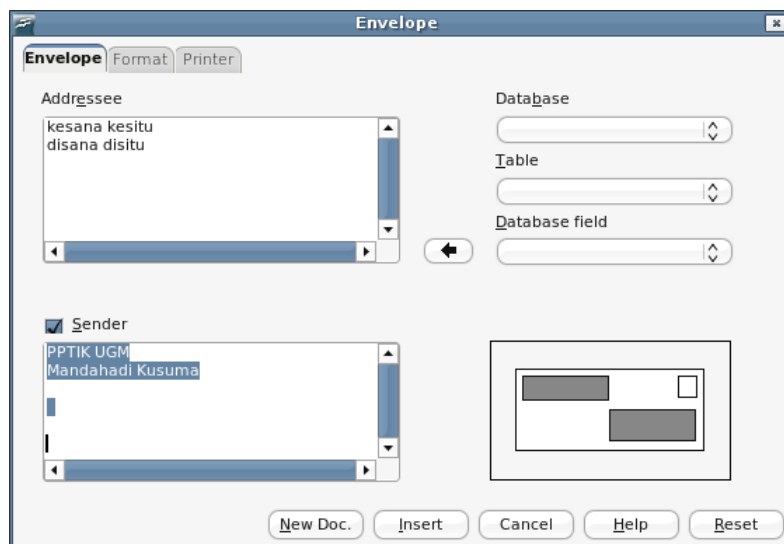 Envelope
Envelope Format Printer
Addressee
kesana kesitu
disana disitu
Database
Table
Database field
Sender
PPTIK UGM
Mandahadi Kusuma
New Doc. Insert Cancel Help Reset